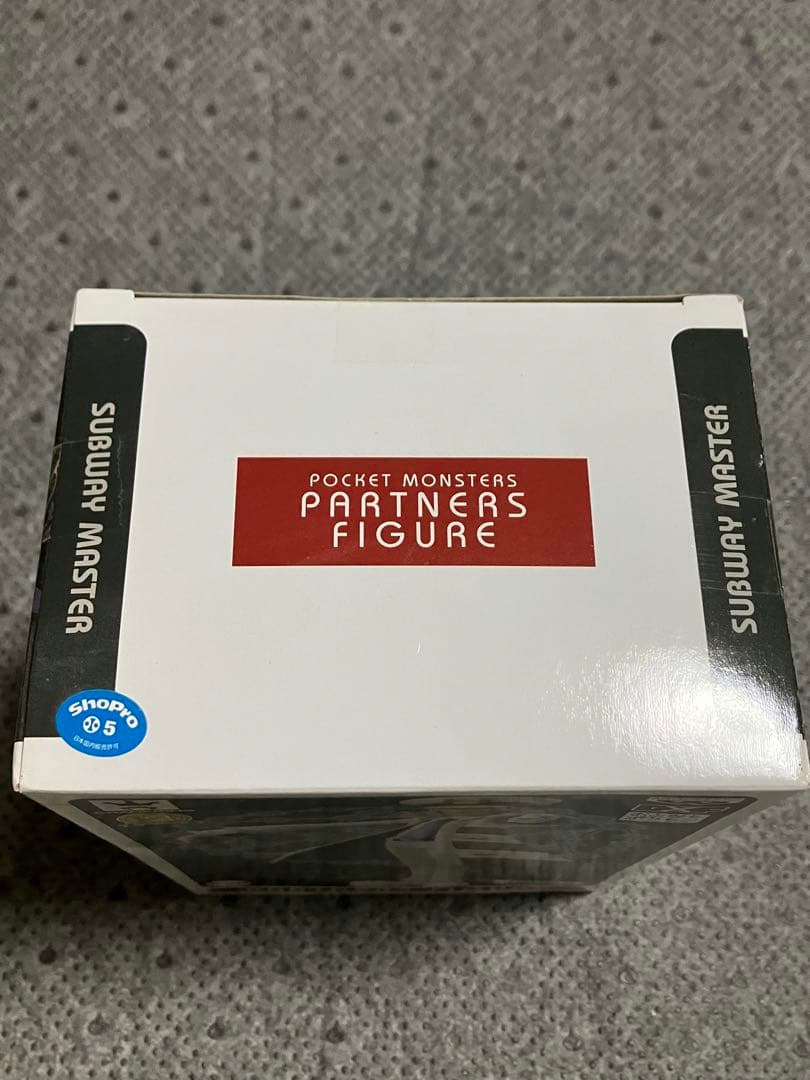 POCKET MONSTERS
PARTNERS
FIGURE
SUBWAY MASTER
SUBWAY MASTER
ShoPro
5
日本国内販売許可